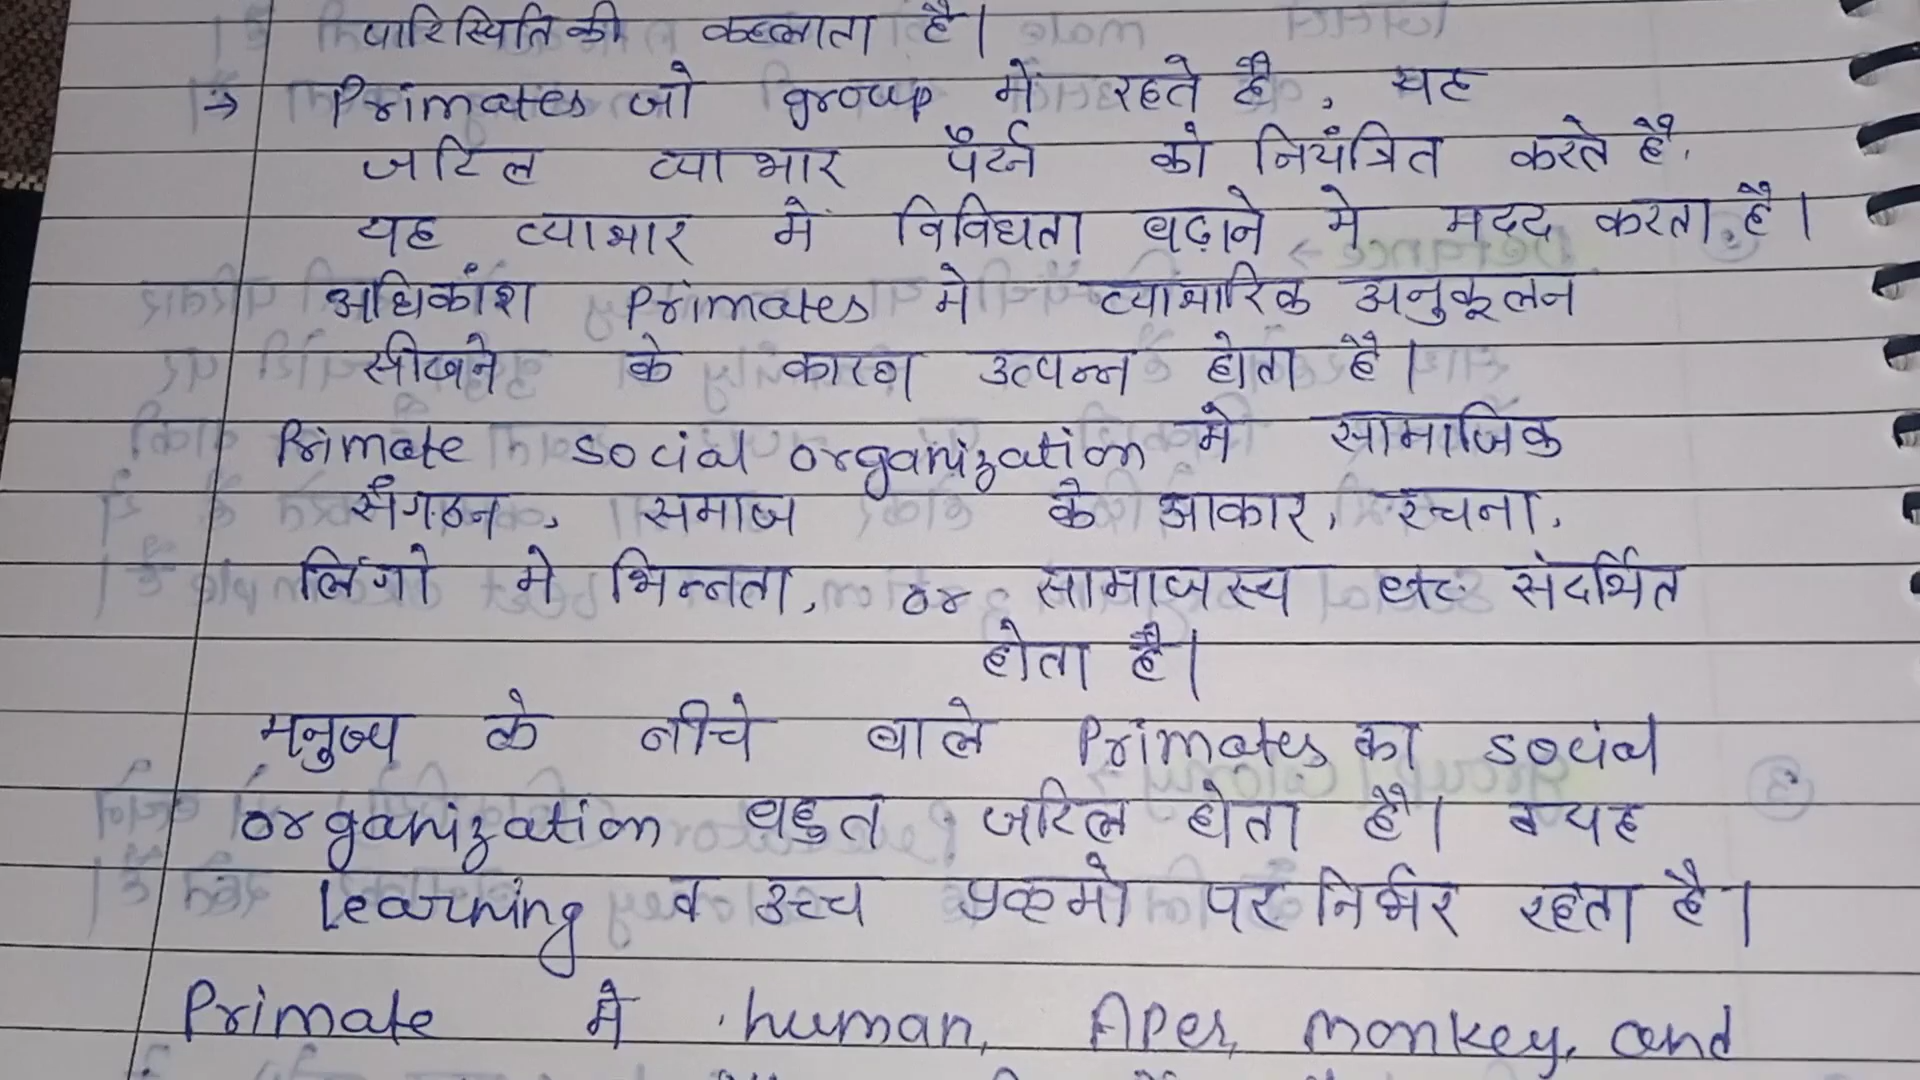 पारिस्थितिकी कहलाता है।
→ Primates जो group में रहते है, यह
जटिल व्याभार पैटर्न को नियंत्रित करते है,
यह व्याभार में विविधता बढ़ाने मे मदद करता है।
अधिकांश Primates मे व्याभारिक अनुकूलन
सीखने के कारण उत्पन्न होता है।
Primate social organization मे सामाजिक
सँगठन, समाज के आकार, रचना,
लिंगो मे भिन्नता, or सामाजस्य संदर्भित
होता है।
मनुष्य के नीचे वाले Primates का social
organization बहुत जटिल होता है। यह
Learning व उच्च प्रक्रमो पर निर्भर रहता है।
Primate मे human, Apes, monkey, and